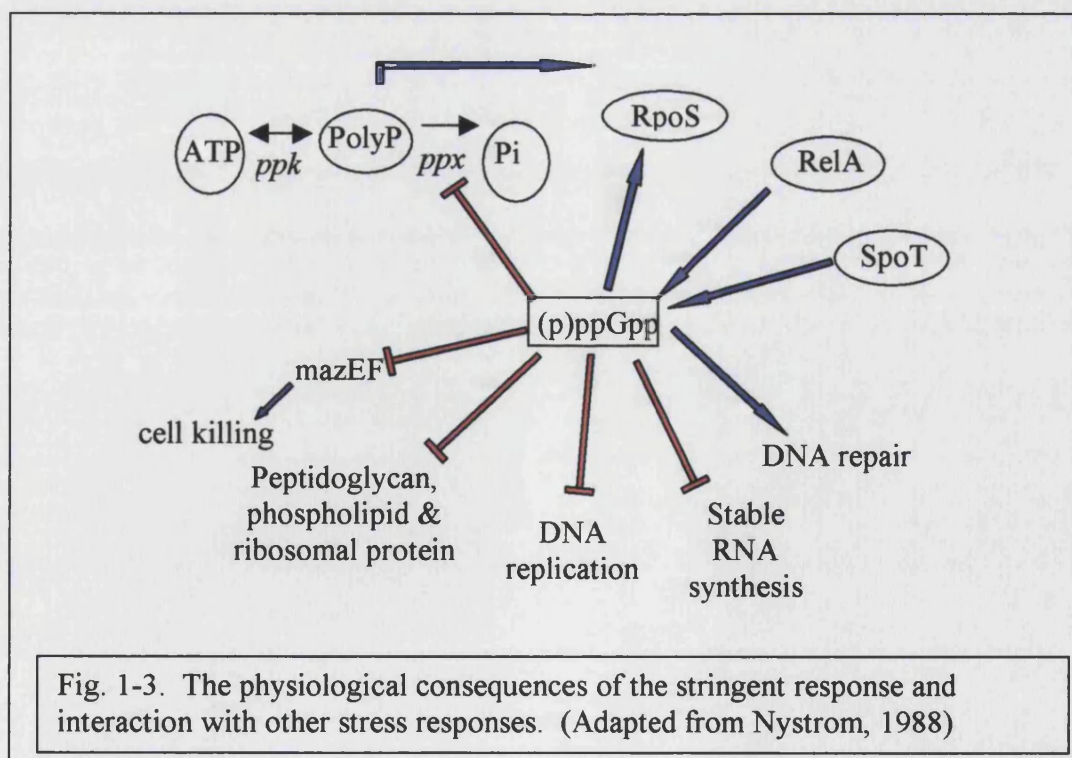 RpoS
ATP
PolyP
Pi
ppk
ppx
RelA
SpoT
(p)ppGpp
mazEF
cell killing
DNA repair
Peptidoglycan,
phospholipid &
ribosomal protein
DNA
replication
Stable
RNA
synthesis
Fig. 1-3.  The physiological consequences of the stringent response and
interaction with other stress responses.  (Adapted from Nystrom, 1988)